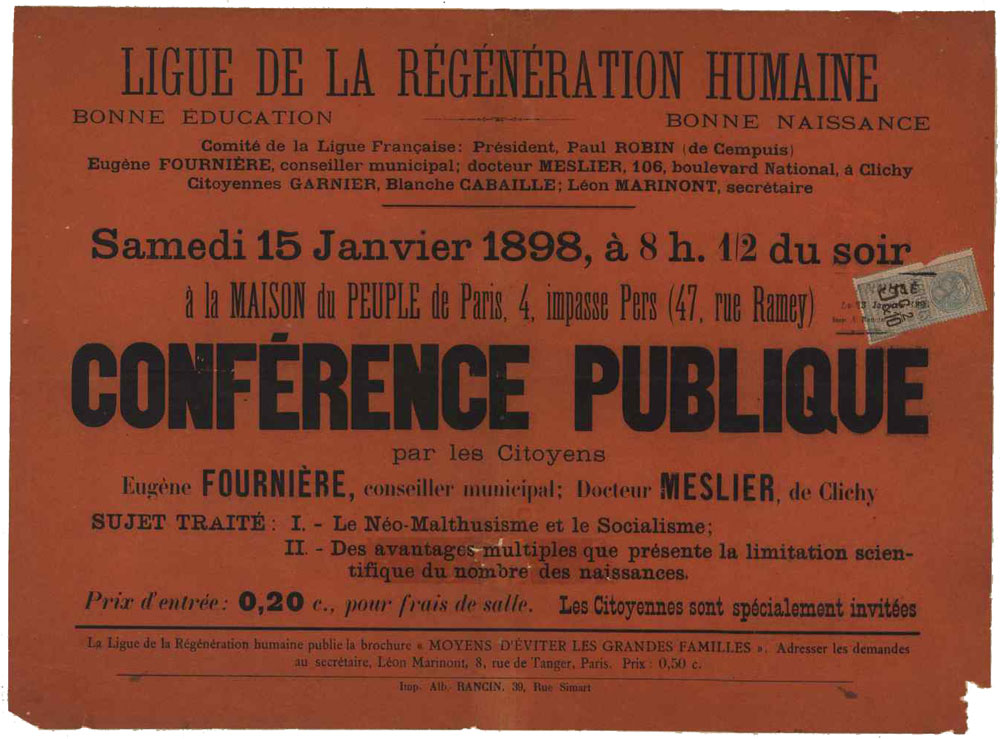 LIGUE DE LA RÉGÉNÉRATION HUMAINE
BONNE ÉDUCATION BONNE NAISSANCE
Comité de la Ligue Française: Président, Paul ROBIN (de Cempuis)
Eugène FOURNIÈRE, conseiller municipal; docteur MESLIER, 106, boulevard National, à Clichy
Citoyennes GARNIER, Blanche CABAILLE; Léon MARINONT, secrétaire
Samedi 15 Janvier 1898, à 8 h. 1/2 du soir
à la MAISON du PEUPLE de Paris, 4, impasse Pers (47, rue Ramey)
CONFÉRENCE PUBLIQUE
par les Citoyens
Eugène FOURNIÈRE, conseiller municipal; Docteur MESLIER, de Clichy
SUJET TRAITÉ: I. - Le Néo-Malthusisme et le Socialisme;
II. - Des avantages multiples que présente la limitation scien-
tifique du nombre des naissances.
Prix d'entrée: 0,20 c., pour frais de salle. Les Citoyennes sont spécialement invitées
La Ligue de la Régénération humaine publie la brochure « MOYENS D'ÉVITER LES GRANDES FAMILLES ». Adresser les demandes
au secrétaire, Léon Marinont, 8, rue de Tanger, Paris. Prix: 0,50 c.
Imp. Alb. RANCIN, 39, Rue Simart